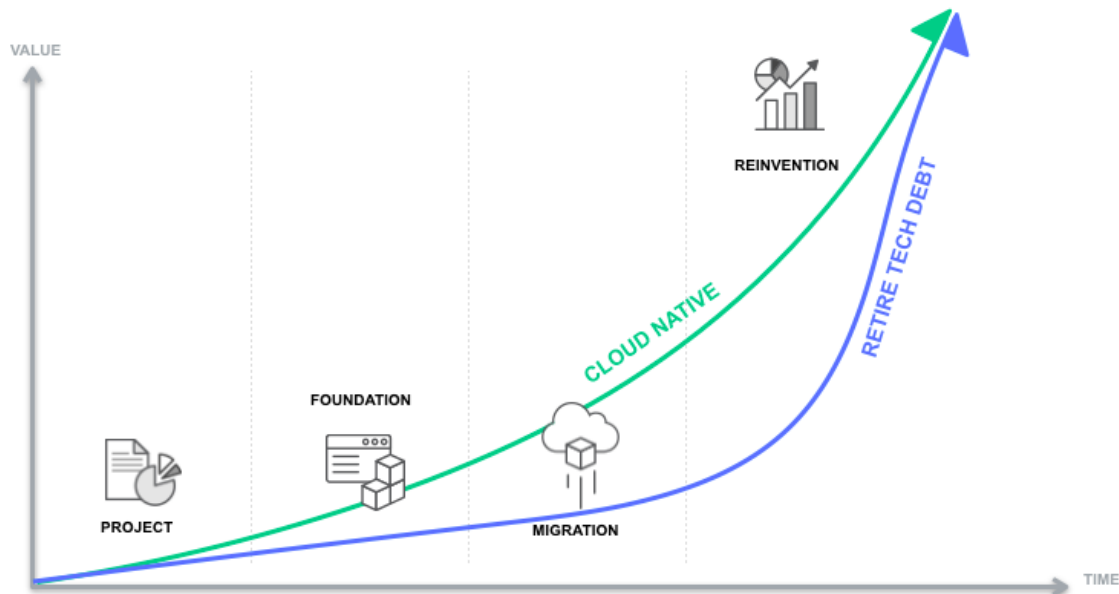 VALUE
REINVENTION
RETIRE TECH DEBT
CLOUD NATIVE
FOUNDATION
PROJECT
MIGRATION
TIME